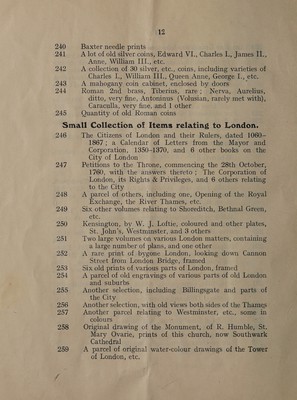 12
240 Baxter needle prints
241 A lot of old silver coins, Edward VI., Charles I., James II.,
Anne, William III., etc.
242 A collection of 30 silver, etc., coins, including varieties of
Charles I., William III., Queen Anne, George I., etc.
243 A mahogany coin cabinet, enclosed by doors
244 Roman 2nd brass, Tiberius, rare; Nerva, Aurelius,
ditto, very fine, Antoninus (Volusian, rarely met with),
Caracalla, very fine, and 1 other
245 Quantity of old Roman coins
Small Collection of Items relating to London.
246 The Citizens of London and their Rulers, dated 1060-
1867; a Calendar of Letters from the Mayor and
Corporation, 1350-1370, and 6 other books on the
City of London
247 Petitions to the Throne, commencing the 28th October,
1760, with the answers thereto; The Corporation of
London, its Rights & Privileges, and 6 others relating
to the City
248 A parcel of others, including one, Opening of the Royal
Exchange, the River Thames, etc.
249 Six other volumes relating to Shoreditch, Bethnal Green,
etc.
250 Kensington, by W. J. Loftie, coloured and other plates,
St. John's, Westminster, and 3 others
251 Two large volumes on various London matters, containing
a large number of plans, and one other
252 A rare print of bygone London, looking down Cannon
Street from London Bridge, framed
253 Six old prints of various parts of London, framed
254 A parcel of old engravings of various parts of old London
and suburbs
255 Another selection, including Billingsgate and parts of
the City
256 Another selection, with old views both sides of the Thames
257 Another parcel relating to Westminster, etc., some in
colours
258 Original drawing of the Monument, of R. Humble, St.
Mary Ovarie, prints of this church, now Southwark
Cathedral
259 A parcel of original water-colour drawings of the Tower
of London, etc.